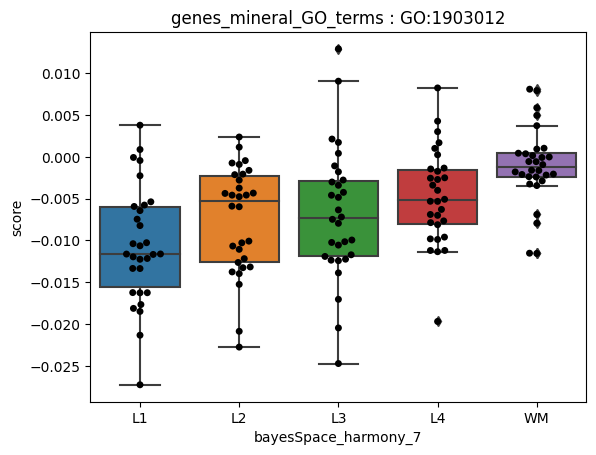 genes_mineral_GO_terms : GO:1903012
0.010
0.005
0.000
−0.005
−0.010
−0.015
−0.020
−0.025
score
L1 L2 L3 L4 WM
bayesSpace_harmony_7